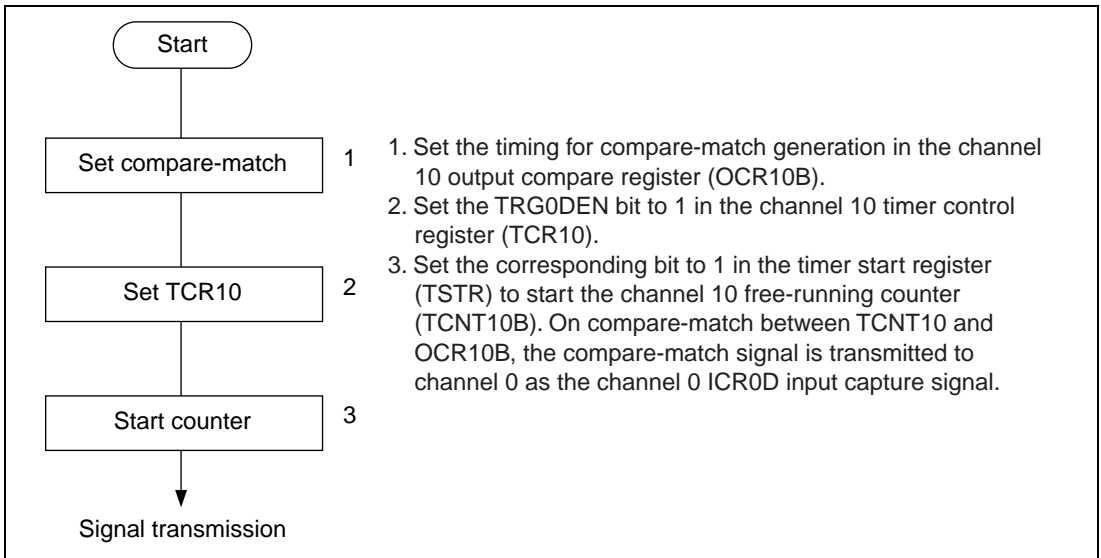 Start
Set compare-match
1
Set TCR10
2
Start counter
3
Signal transmission
1. Set the timing for compare-match generation in the channel
10 output compare register (OCR10B).
2. Set the TRG0DEN bit to 1 in the channel 10 timer control
register (TCR10).
3. Set the corresponding bit to 1 in the timer start register
(TSTR) to start the channel 10 free-running counter
(TCNT10B). On compare-match between TCNT10 and
OCR10B, the compare-match signal is transmitted to
channel 0 as the channel 0 ICR0D input capture signal.